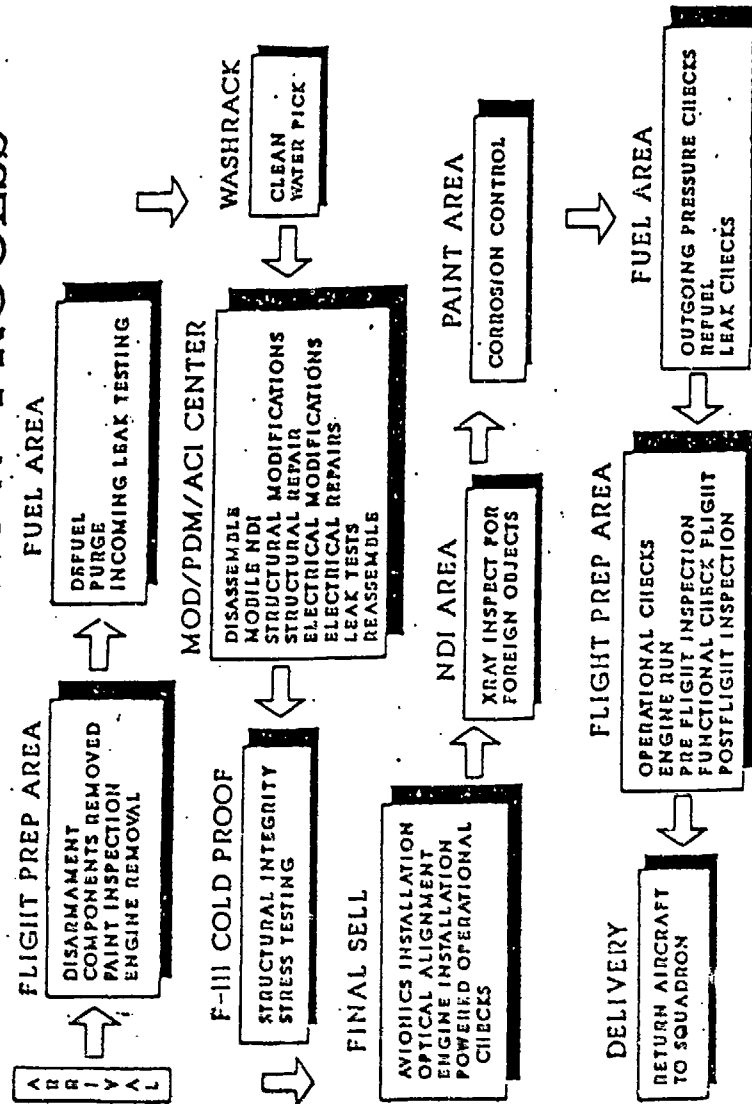 ARRIVAL
FLIGHT PREP AREA
DISARMAMENT
COMPONENTS REMOVED
PAINT INSPECTION
ENGINE REMOVAL
FUEL AREA
DEFUEL
PURGE
INCOMING LEAK TESTING
WASHRACK
CLEAN
WATER PICK
MOD/PDM/ACI CENTER
DISASSEMBLE
MOBILE NDI
STRUCTURAL MODIFICATIONS
STRUCTURAL REPAIR
ELECTRICAL MODIFICATIONS
ELECTRICAL REPAIRS
LEAK TESTS
REASSEMBLE
F-111 COLD PROOF
STRUCTURAL INTEGRITY
STRESS TESTING
FINAL SELL
AVIONICS INSTALLATION
OPTICAL ALIGNMENT
ENGINE INSTALLATION
POWERED OPERATIONAL
CHECKS
NDI AREA
XRAY INSPECT FOR
FOREIGN OBJECTS
PAINT AREA
CORROSION CONTROL
FUEL AREA
OUTGOING PRESSURE CHECKS
REFUEL
LEAK CHECKS
FLIGHT PREP AREA
OPERATIONAL CHECKS
ENGINE RUN
PRE FLIGHT INSPECTION
FUNCTIONAL CHECK FLIGHT
POSTFLIGHT INSPECTION
DELIVERY
RETURN AIRCRAFT
TO SQUADRON